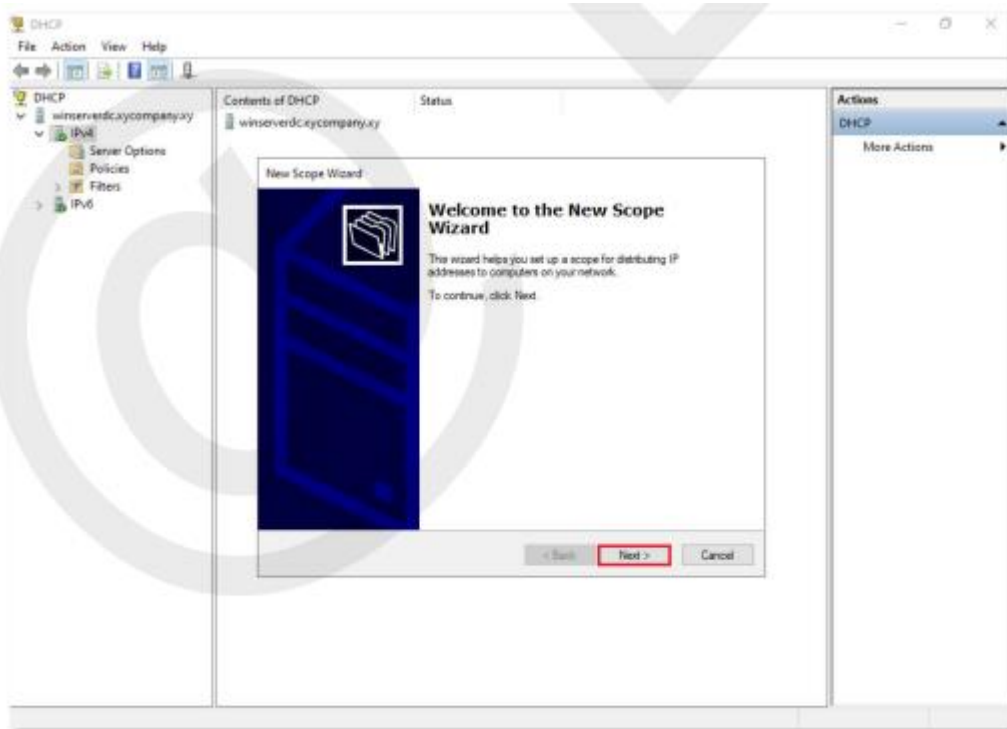 DHCP
File Action View Help
DHCP
winserverdc.xycompany.xy
IPv4
Server Options
Policies
Filters
IPv6
Contents of DHCP Status
winserverdc.xycompany.xy
New Scope Wizard
Welcome to the New Scope
Wizard
This wizard helps you set up a scope for distributing IP
addresses to computers on your network.
To continue, click Next.
< Back Next > Cancel
Actions
DHCP
More Actions